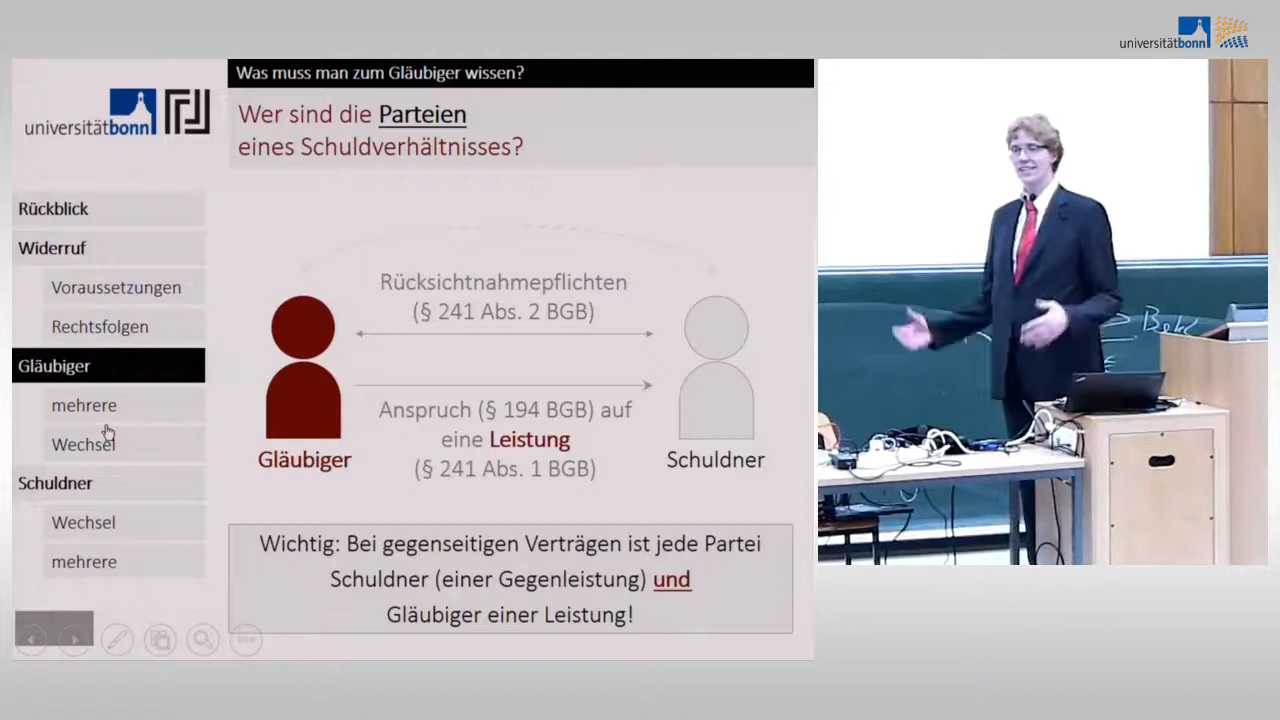 universitätbonn
Was muss man zum Gläubiger wissen?
universitätbonn
Wer sind die Parteien
eines Schuldverhältnisses?
Rückblick
Widerruf
Voraussetzungen
Rechtsfolgen
Gläubiger
mehrere
Wechsel
Schuldner
Wechsel
mehrere
Rücksichtnahmepflichten
(§ 241 Abs. 2 BGB)
Anspruch (§ 194 BGB) auf
eine Leistung
(§ 241 Abs. 1 BGB)
Gläubiger
Schuldner
Wichtig: Bei gegenseitigen Verträgen ist jede Partei
Schuldner (einer Gegenleistung) und
Gläubiger einer Leistung!